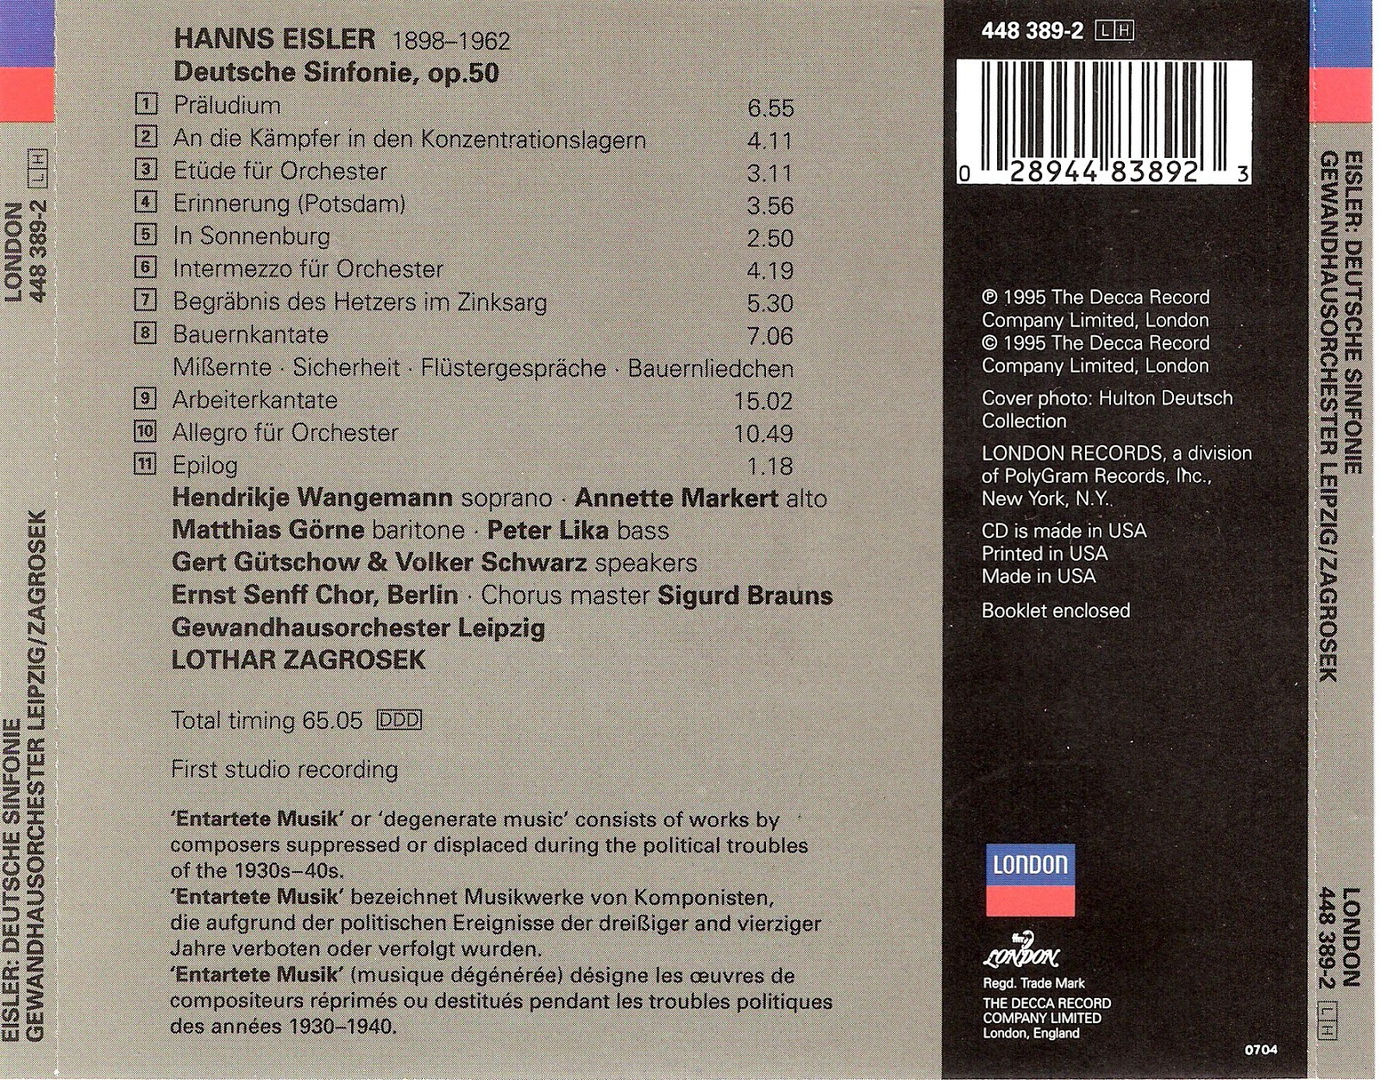 HANNS EISLER 1898–1962
Deutsche Sinfonie, op.50
1 Präludium 6.55
2 An die Kämpfer in den Konzentrationslagern 4.11
3 Etüde für Orchester 3.11
4 Erinnerung (Potsdam) 3.56
5 In Sonnenburg 2.50
6 Intermezzo für Orchester 4.19
7 Begräbnis des Hetzers im Zinksarg 5.30
8 Bauernkantate 7.06
Mißernte · Sicherheit · Flüstergespräche · Bauernliedchen
9 Arbeiterkantate 15.02
10 Allegro für Orchester 10.49
11 Epilog 1.18
Hendrikje Wangemann soprano · Annette Markert alto
Matthias Görne baritone · Peter Lika bass
Gert Gütschow & Volker Schwarz speakers
Ernst Senff Chor, Berlin · Chorus master Sigurd Brauns
Gewandhausorchester Leipzig
LOTHAR ZAGROSEK
Total timing 65.05 DDD
First studio recording
‘Entartete Musik’ or ‘degenerate music’ consists of works by
composers suppressed or displaced during the political troubles
of the 1930s–40s.
‘Entartete Musik’ bezeichnet Musikwerke von Komponisten,
die aufgrund der politischen Ereignisse der dreißiger and vierziger
Jahre verboten oder verfolgt wurden.
‘Entartete Musik’ (musique dégénérée) désigne les œuvres de
compositeurs réprimés ou destitués pendant les troubles politiques
des années 1930–1940.
448 389-2 LH
0 28944 83892 3
℗ 1995 The Decca Record
Company Limited, London
© 1995 The Decca Record
Company Limited, London
Cover photo: Hulton Deutsch
Collection
LONDON RECORDS, a division
of PolyGram Records, Inc.,
New York, N.Y.
CD is made in USA
Printed in USA
Made in USA
Booklet enclosed
LONDON
LONDON
Regd. Trade Mark
THE DECCA RECORD
COMPANY LIMITED
London, England
0704
EISLER: DEUTSCHE SINFONIE
GEWANDHAUSORCHESTER LEIPZIG/ZAGROSEK
LONDON
448 389-2 LH
EISLER: DEUTSCHE SINFONIE
GEWANDHAUSORCHESTER LEIPZIG/ZAGROSEK
LONDON
448 389-2 LH